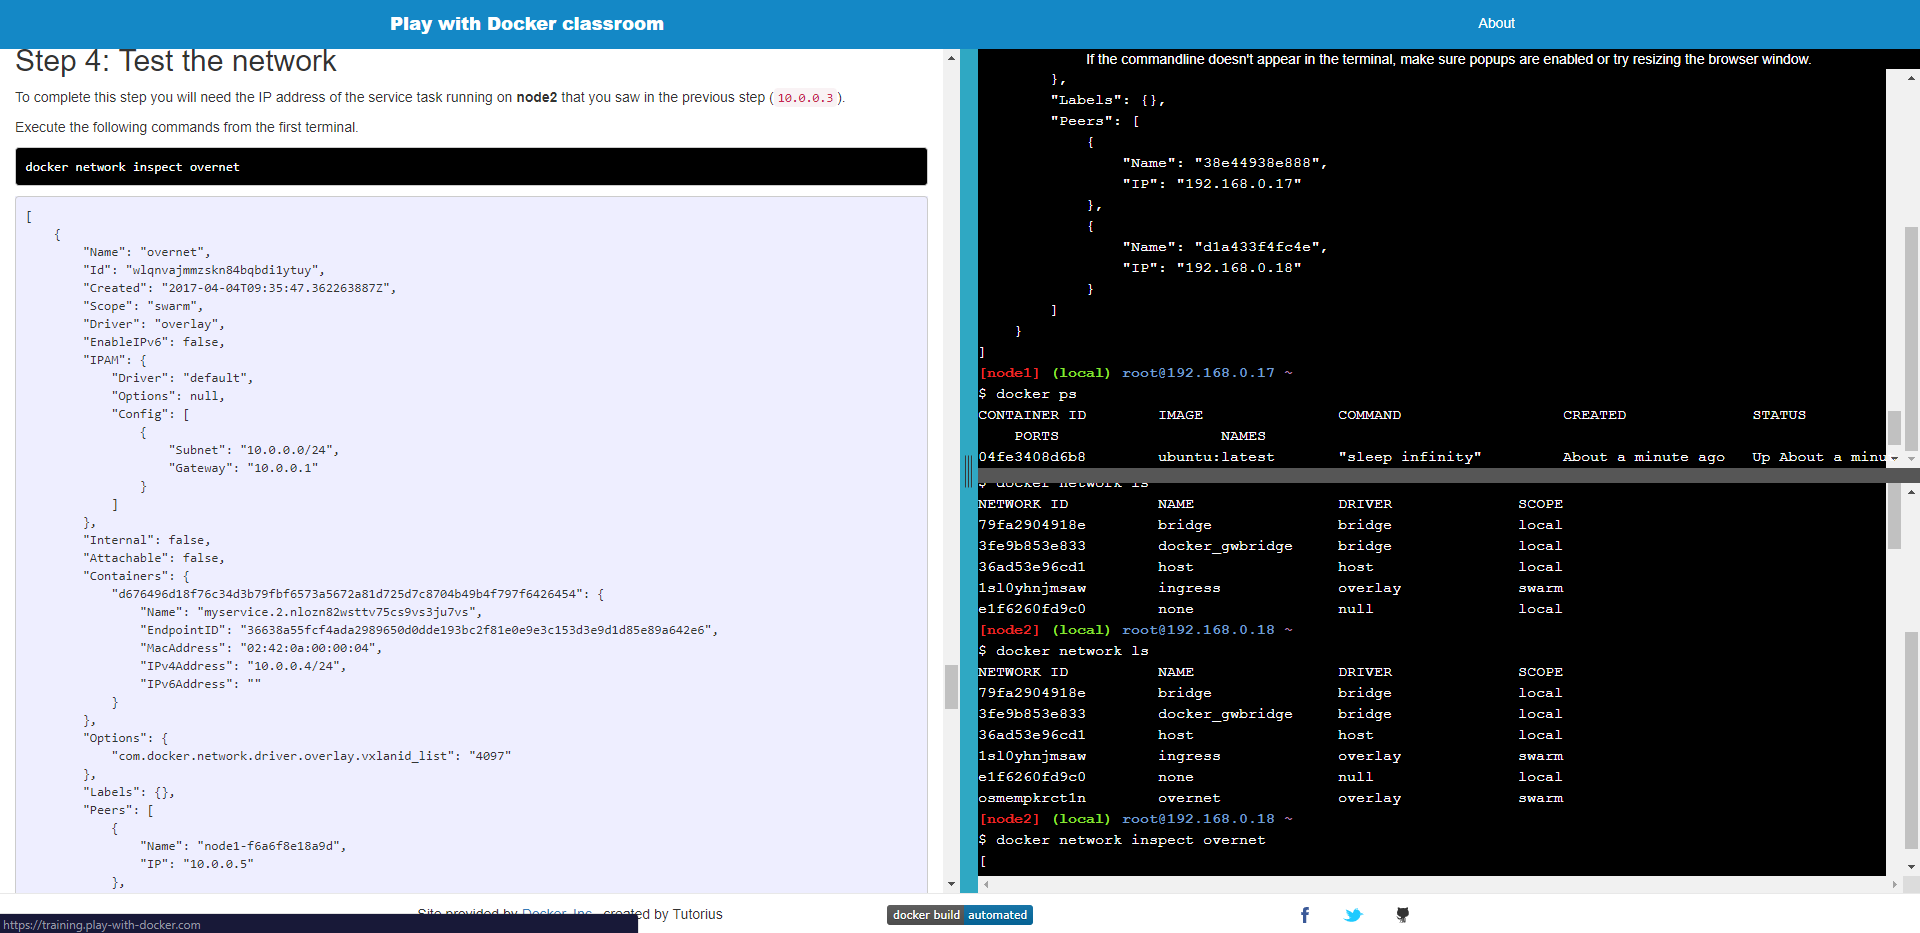 Play with Docker classroom
About
Step 4: Test the network
To complete this step you will need the IP address of the service task running on node2 that you saw in the previous step ( 10.0.0.3 ).
Execute the following commands from the first terminal.
docker network inspect overnet
[
    {
        "Name": "overnet",
        "Id": "wlqnvajmmzskn84bqbdi1ytuy",
        "Created": "2017-04-04T09:35:47.362263887Z",
        "Scope": "swarm",
        "Driver": "overlay",
        "EnableIPv6": false,
        "IPAM": {
            "Driver": "default",
            "Options": null,
            "Config": [
                {
                    "Subnet": "10.0.0.0/24",
                    "Gateway": "10.0.0.1"
                }
            ]
        },
        "Internal": false,
        "Attachable": false,
        "Containers": {
            "d676496d18f76c34d3b79fbf6573a5672a81d725d7c8704b49b4f797f6426454": {
                "Name": "myservice.2.nlozn82wsttv75cs9vs3ju7vs",
                "EndpointID": "36638a55fcf4ada2989650d0dde193bc2f81e0e9e3c153d3e9d1d85e89a642e6",
                "MacAddress": "02:42:0a:00:00:04",
                "IPv4Address": "10.0.0.4/24",
                "IPv6Address": ""
            }
        },
        "Options": {
            "com.docker.network.driver.overlay.vxlanid_list": "4097"
        },
        "Labels": {},
        "Peers": [
            {
                "Name": "node1-f6a6f8e18a9d",
                "IP": "10.0.0.5"
            },
If the commandline doesn't appear in the terminal, make sure popups are enabled or try resizing the browser window.
        },
        "Labels": {},
        "Peers": [
            {
                "Name": "38e44938e888",
                "IP": "192.168.0.17"
            },
            {
                "Name": "d1a433f4fc4e",
                "IP": "192.168.0.18"
            }
        ]
    }
]
[node1] (local) root@192.168.0.17 ~
$ docker ps
CONTAINER ID        IMAGE               COMMAND                  CREATED              STATUS
    PORTS                  NAMES
04fe3408d6b8        ubuntu:latest       "sleep infinity"         About a minute ago   Up About a minu
$ docker network ls
NETWORK ID          NAME                DRIVER              SCOPE
79fa2904918e        bridge              bridge              local
3fe9b853e833        docker_gwbridge     bridge              local
36ad53e96cd1        host                host                local
1sl0yhnjmsaw        ingress             overlay             swarm
e1f6260fd9c0        none                null                local
[node2] (local) root@192.168.0.18 ~
$ docker network ls
NETWORK ID          NAME                DRIVER              SCOPE
79fa2904918e        bridge              bridge              local
3fe9b853e833        docker_gwbridge     bridge              local
36ad53e96cd1        host                host                local
1sl0yhnjmsaw        ingress             overlay             swarm
e1f6260fd9c0        none                null                local
osmempkrct1n        overnet             overlay             swarm
[node2] (local) root@192.168.0.18 ~
$ docker network inspect overnet
[
Site provided by Docker, Inc., created by Tutorius
docker build automated
https://training.play-with-docker.com